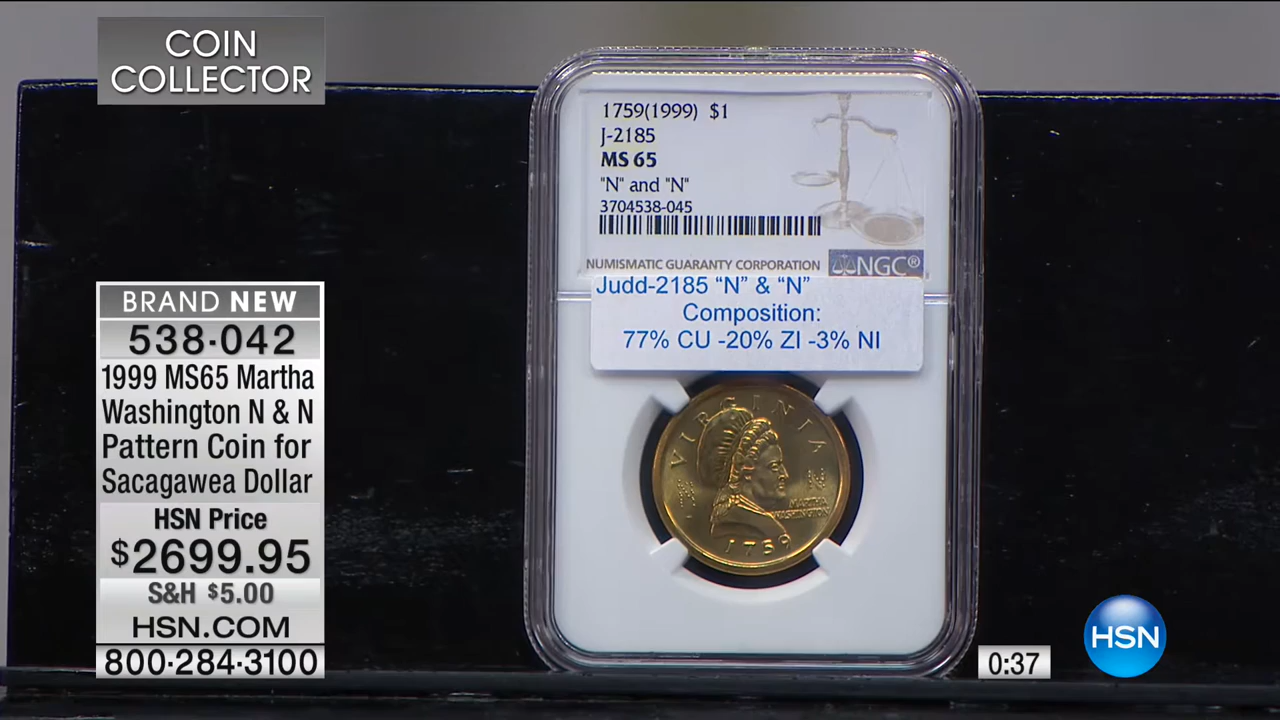 COIN
COLLECTOR
BRAND NEW
538·042
1999 MS65 Martha
Washington N & N
Pattern Coin for
Sacagawea Dollar
HSN Price
$2699.95
S&H $5.00
HSN.COM
800·284·3100
1759(1999) $1
J-2185
MS 65
"N" and "N"
3704538-045
NUMISMATIC GUARANTY CORPORATION NGC®
Judd-2185 “N” & “N”
Composition:
77% CU -20% ZI -3% NI
VIRGINIA
N N
MARTHA
WASHINGTON
1759
0:37
HSN